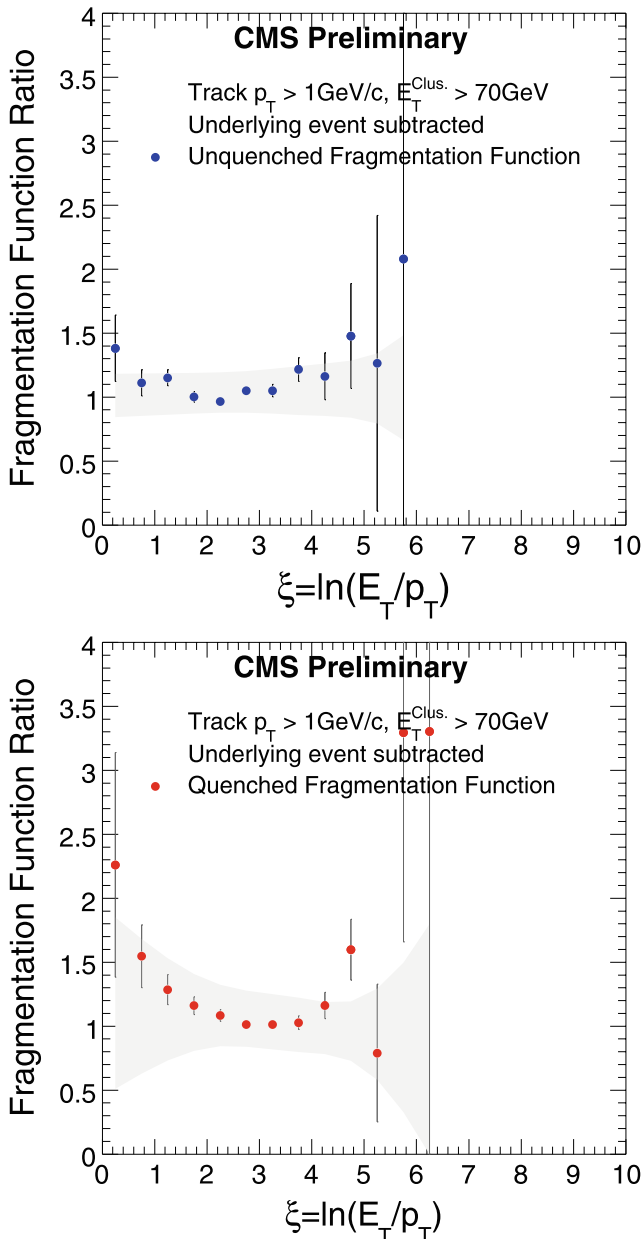 CMS Preliminary
Track p_T > 1GeV/c, E_T^Clus. > 70GeV
Underlying event subtracted
Unquenched Fragmentation Function
Fragmentation Function Ratio
4
3.5
3
2.5
2
1.5
1
0.5
0
0 1 2 3 4 5 6 7 8 9 10
ξ=ln(E_T/p_T)
CMS Preliminary
Track p_T > 1GeV/c, E_T^Clus. > 70GeV
Underlying event subtracted
Quenched Fragmentation Function
Fragmentation Function Ratio
4
3.5
3
2.5
2
1.5
1
0.5
0
0 1 2 3 4 5 6 7 8 9 10
ξ=ln(E_T/p_T)